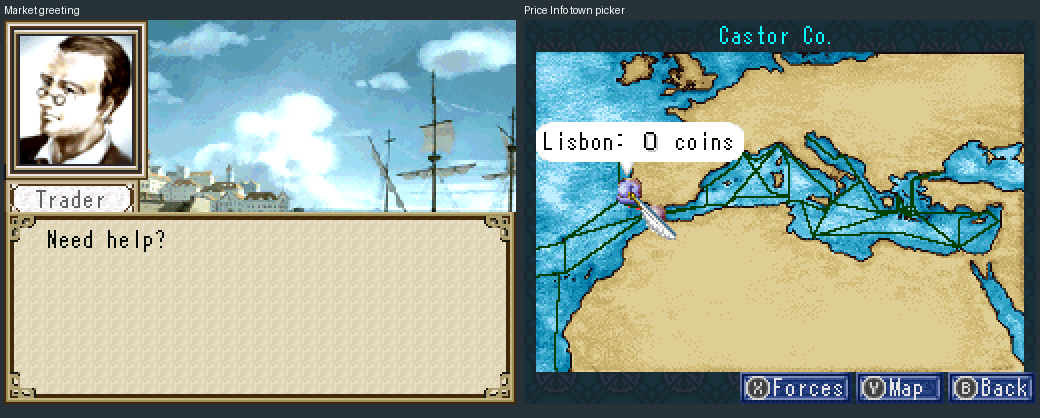 Market greeting
Price Info town picker
Trader
Need help?
Castor Co.
Lisbon: 0 coins
X Forces
Y Map
B Back